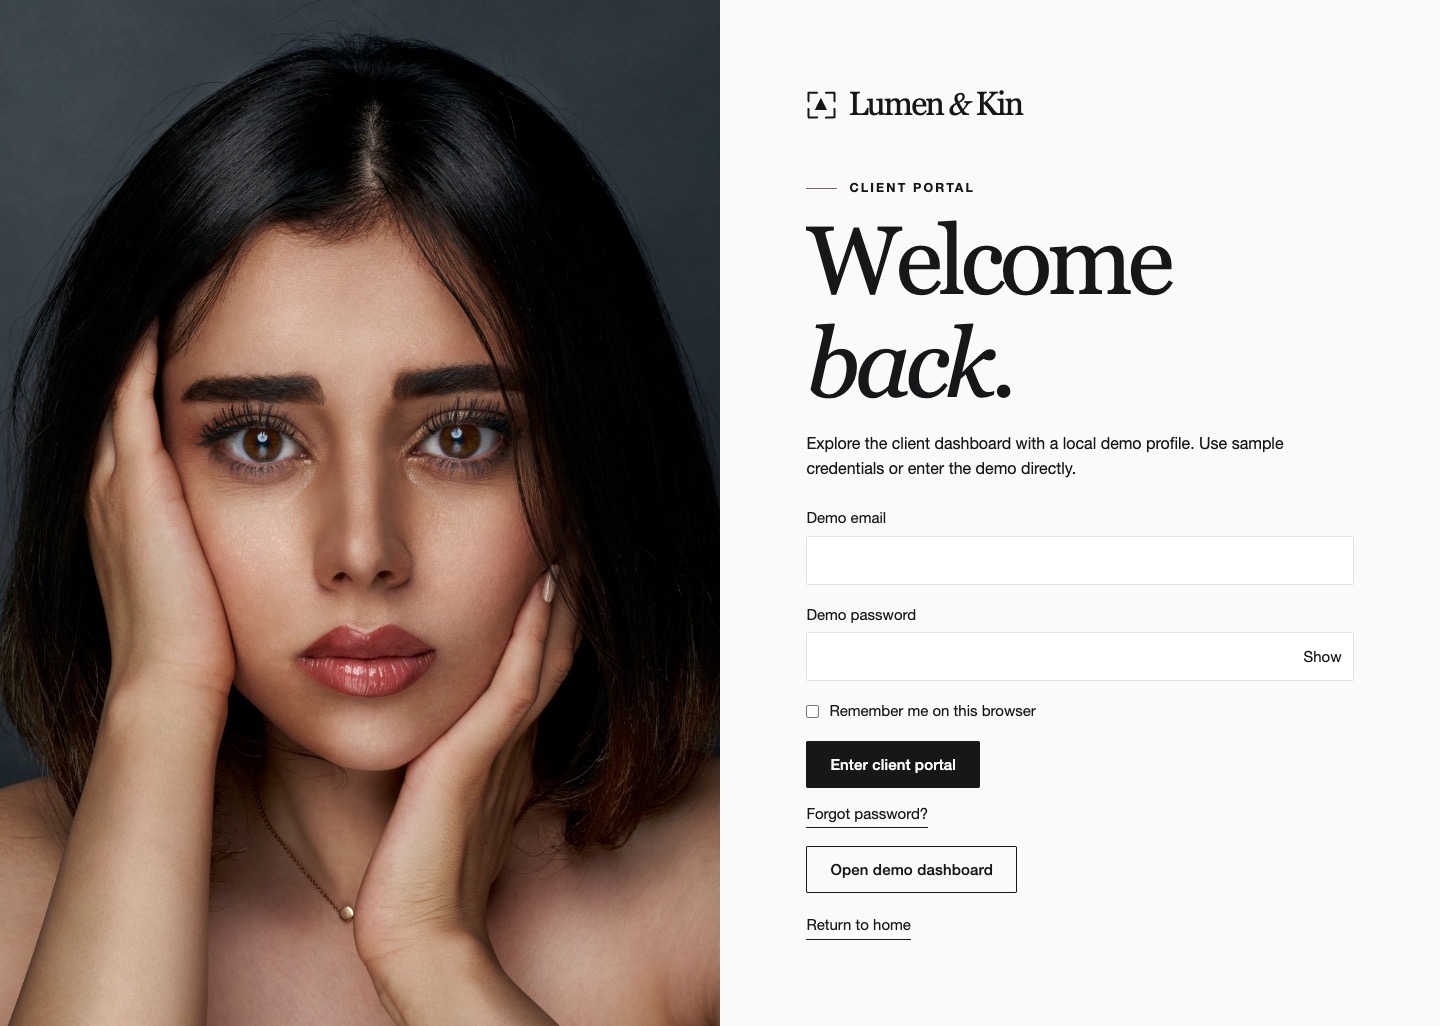 Lumen & Kin
CLIENT PORTAL
Welcome
back.
Explore the client dashboard with a local demo profile. Use sample
credentials or enter the demo directly.
Demo email
Demo password
Show
Remember me on this browser
Enter client portal
Forgot password?
Open demo dashboard
Return to home